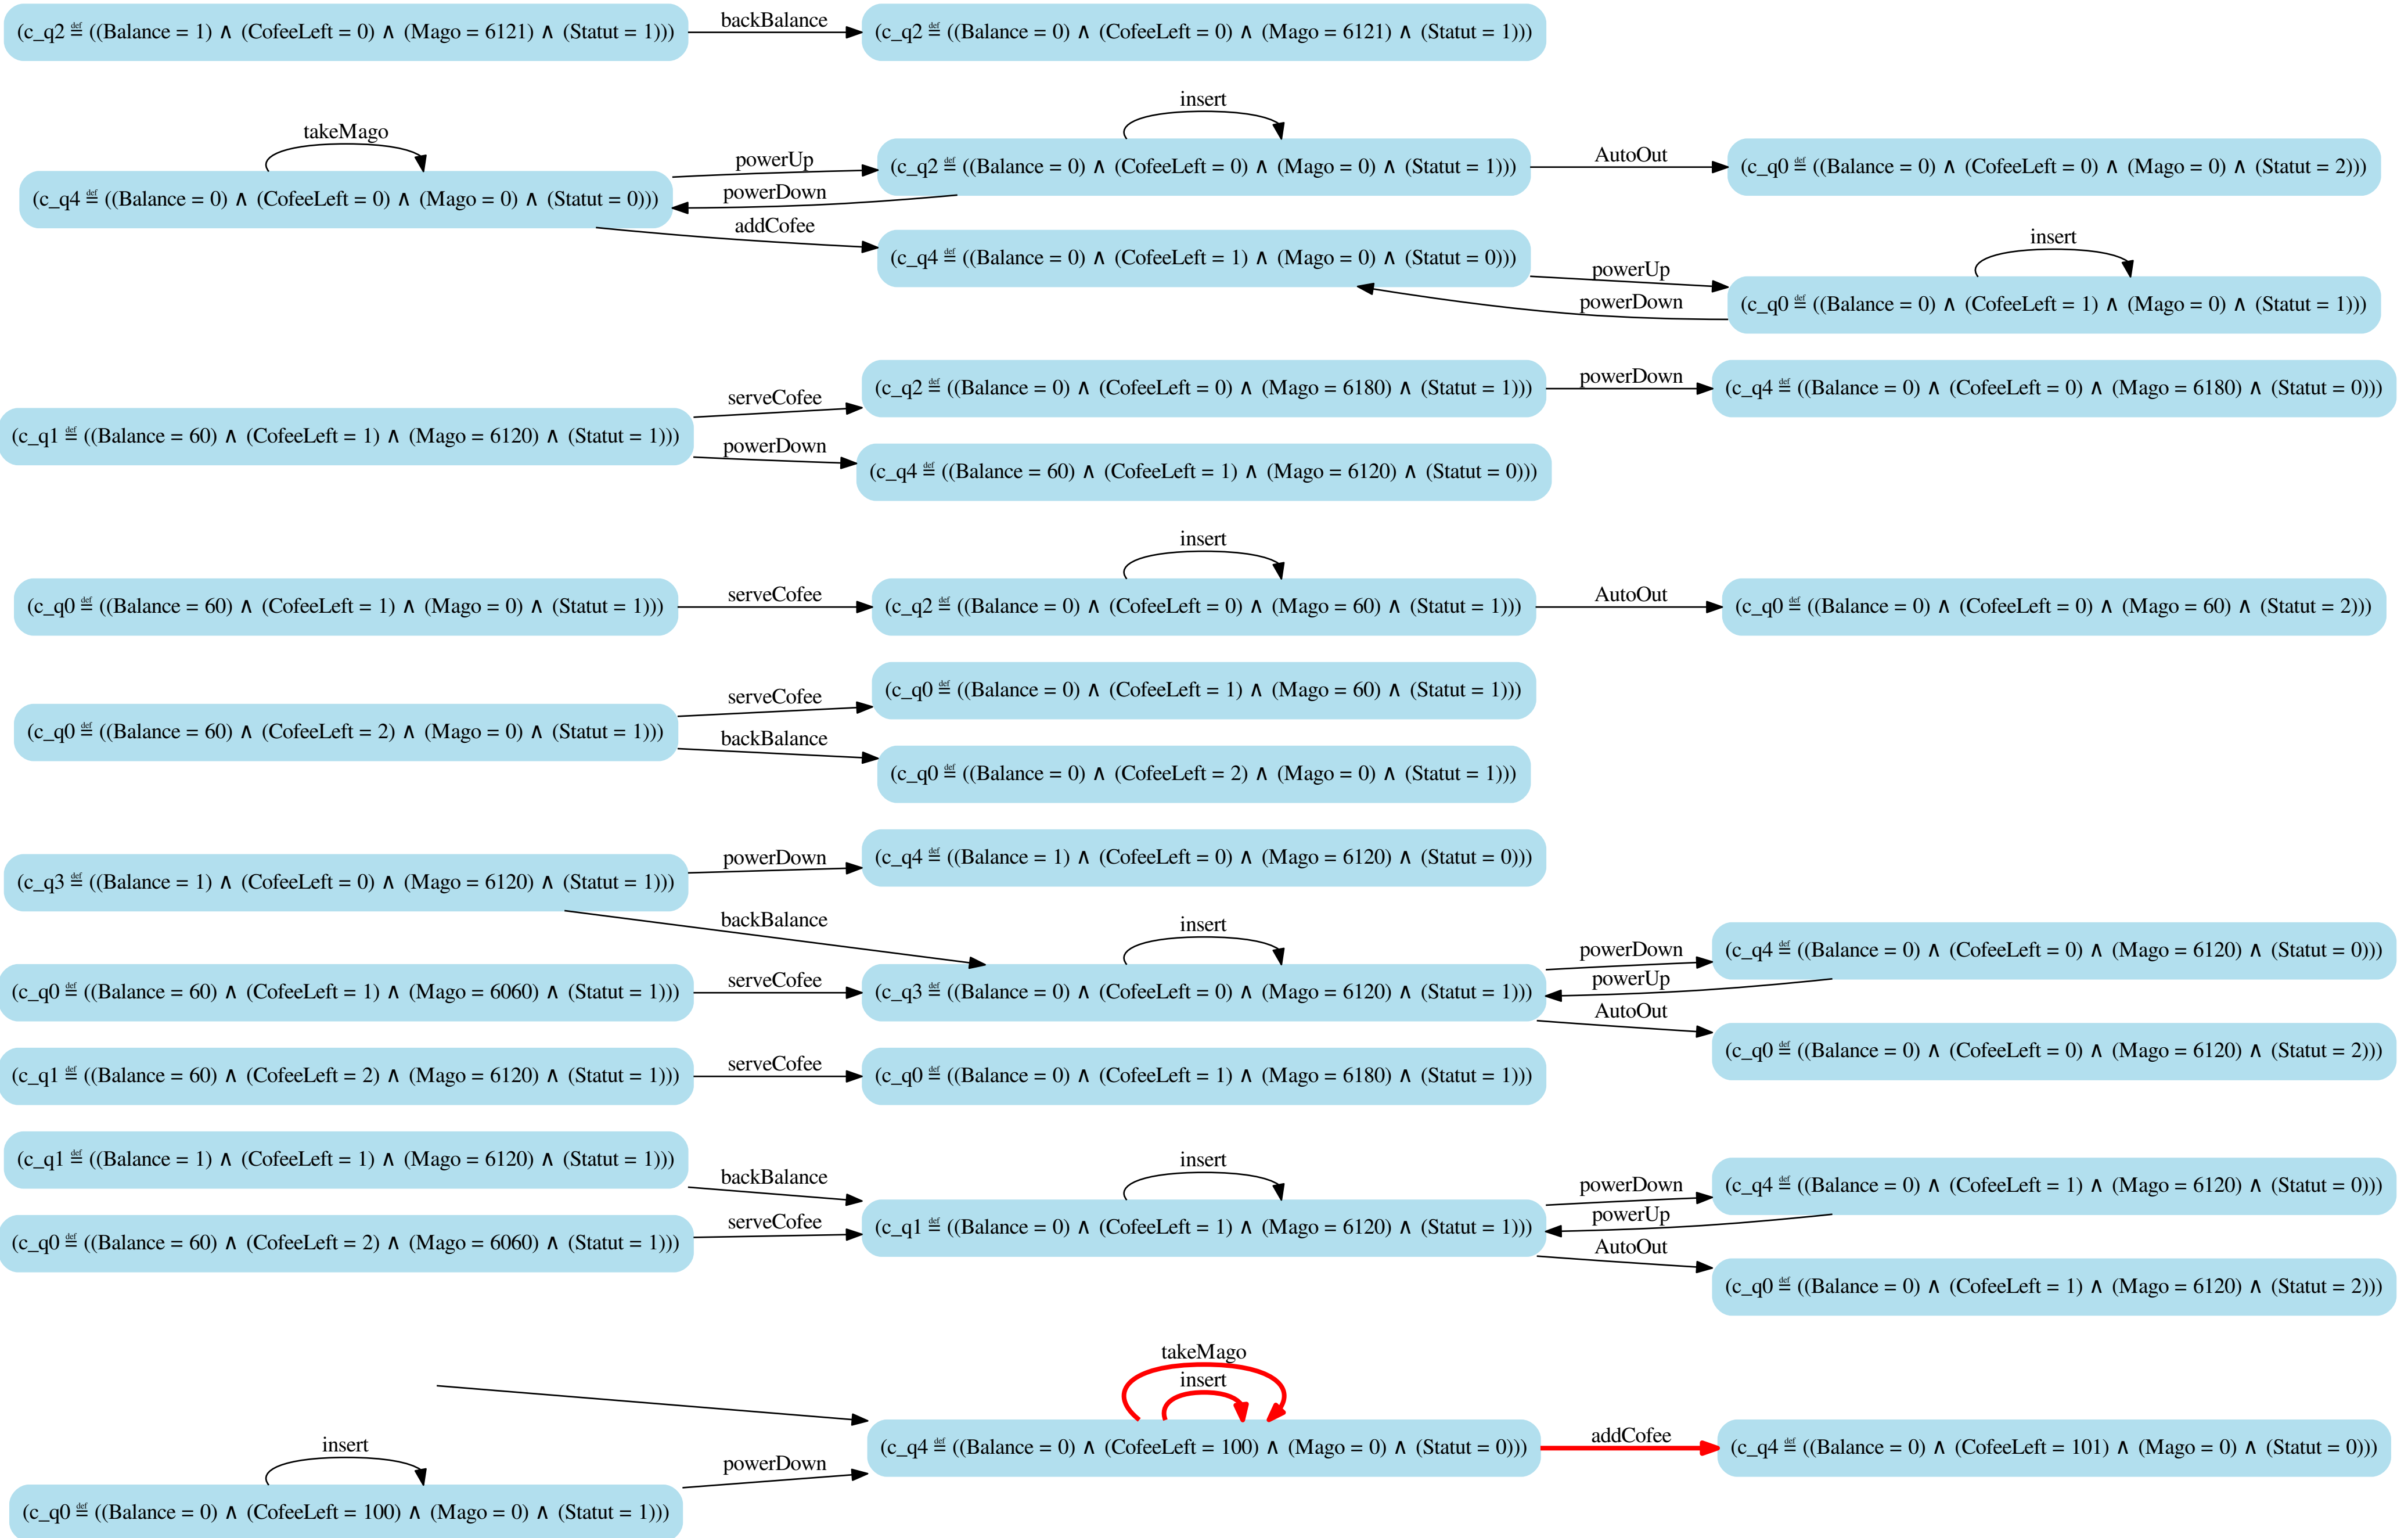 (c_q2 ≝ ((Balance = 1) ∧ (CofeeLeft = 0) ∧ (Mago = 6121) ∧ (Statut = 1)))
backBalance
(c_q2 ≝ ((Balance = 0) ∧ (CofeeLeft = 0) ∧ (Mago = 6121) ∧ (Statut = 1)))
takeMago
(c_q4 ≝ ((Balance = 0) ∧ (CofeeLeft = 0) ∧ (Mago = 0) ∧ (Statut = 0)))
powerUp
powerDown
addCofee
insert
(c_q2 ≝ ((Balance = 0) ∧ (CofeeLeft = 0) ∧ (Mago = 0) ∧ (Statut = 1)))
AutoOut
(c_q0 ≝ ((Balance = 0) ∧ (CofeeLeft = 0) ∧ (Mago = 0) ∧ (Statut = 2)))
(c_q4 ≝ ((Balance = 0) ∧ (CofeeLeft = 1) ∧ (Mago = 0) ∧ (Statut = 0)))
powerUp
powerDown
insert
(c_q0 ≝ ((Balance = 0) ∧ (CofeeLeft = 1) ∧ (Mago = 0) ∧ (Statut = 1)))
(c_q1 ≝ ((Balance = 60) ∧ (CofeeLeft = 1) ∧ (Mago = 6120) ∧ (Statut = 1)))
serveCofee
powerDown
(c_q2 ≝ ((Balance = 0) ∧ (CofeeLeft = 0) ∧ (Mago = 6180) ∧ (Statut = 1)))
powerDown
(c_q4 ≝ ((Balance = 0) ∧ (CofeeLeft = 0) ∧ (Mago = 6180) ∧ (Statut = 0)))
(c_q4 ≝ ((Balance = 60) ∧ (CofeeLeft = 1) ∧ (Mago = 6120) ∧ (Statut = 0)))
(c_q0 ≝ ((Balance = 60) ∧ (CofeeLeft = 1) ∧ (Mago = 0) ∧ (Statut = 1)))
serveCofee
insert
(c_q2 ≝ ((Balance = 0) ∧ (CofeeLeft = 0) ∧ (Mago = 60) ∧ (Statut = 1)))
AutoOut
(c_q0 ≝ ((Balance = 0) ∧ (CofeeLeft = 0) ∧ (Mago = 60) ∧ (Statut = 2)))
(c_q0 ≝ ((Balance = 60) ∧ (CofeeLeft = 2) ∧ (Mago = 0) ∧ (Statut = 1)))
serveCofee
backBalance
(c_q0 ≝ ((Balance = 0) ∧ (CofeeLeft = 1) ∧ (Mago = 60) ∧ (Statut = 1)))
(c_q0 ≝ ((Balance = 0) ∧ (CofeeLeft = 2) ∧ (Mago = 0) ∧ (Statut = 1)))
(c_q3 ≝ ((Balance = 1) ∧ (CofeeLeft = 0) ∧ (Mago = 6120) ∧ (Statut = 1)))
powerDown
backBalance
(c_q4 ≝ ((Balance = 1) ∧ (CofeeLeft = 0) ∧ (Mago = 6120) ∧ (Statut = 0)))
(c_q0 ≝ ((Balance = 60) ∧ (CofeeLeft = 1) ∧ (Mago = 6060) ∧ (Statut = 1)))
serveCofee
insert
(c_q3 ≝ ((Balance = 0) ∧ (CofeeLeft = 0) ∧ (Mago = 6120) ∧ (Statut = 1)))
powerDown
powerUp
AutoOut
(c_q4 ≝ ((Balance = 0) ∧ (CofeeLeft = 0) ∧ (Mago = 6120) ∧ (Statut = 0)))
(c_q0 ≝ ((Balance = 0) ∧ (CofeeLeft = 0) ∧ (Mago = 6120) ∧ (Statut = 2)))
(c_q1 ≝ ((Balance = 60) ∧ (CofeeLeft = 2) ∧ (Mago = 6120) ∧ (Statut = 1)))
serveCofee
(c_q0 ≝ ((Balance = 0) ∧ (CofeeLeft = 1) ∧ (Mago = 6180) ∧ (Statut = 1)))
(c_q1 ≝ ((Balance = 1) ∧ (CofeeLeft = 1) ∧ (Mago = 6120) ∧ (Statut = 1)))
backBalance
(c_q0 ≝ ((Balance = 60) ∧ (CofeeLeft = 2) ∧ (Mago = 6060) ∧ (Statut = 1)))
serveCofee
insert
(c_q1 ≝ ((Balance = 0) ∧ (CofeeLeft = 1) ∧ (Mago = 6120) ∧ (Statut = 1)))
powerDown
powerUp
AutoOut
(c_q4 ≝ ((Balance = 0) ∧ (CofeeLeft = 1) ∧ (Mago = 6120) ∧ (Statut = 0)))
(c_q0 ≝ ((Balance = 0) ∧ (CofeeLeft = 1) ∧ (Mago = 6120) ∧ (Statut = 2)))
takeMago
insert
(c_q4 ≝ ((Balance = 0) ∧ (CofeeLeft = 100) ∧ (Mago = 0) ∧ (Statut = 0)))
addCofee
(c_q4 ≝ ((Balance = 0) ∧ (CofeeLeft = 101) ∧ (Mago = 0) ∧ (Statut = 0)))
insert
(c_q0 ≝ ((Balance = 0) ∧ (CofeeLeft = 100) ∧ (Mago = 0) ∧ (Statut = 1)))
powerDown